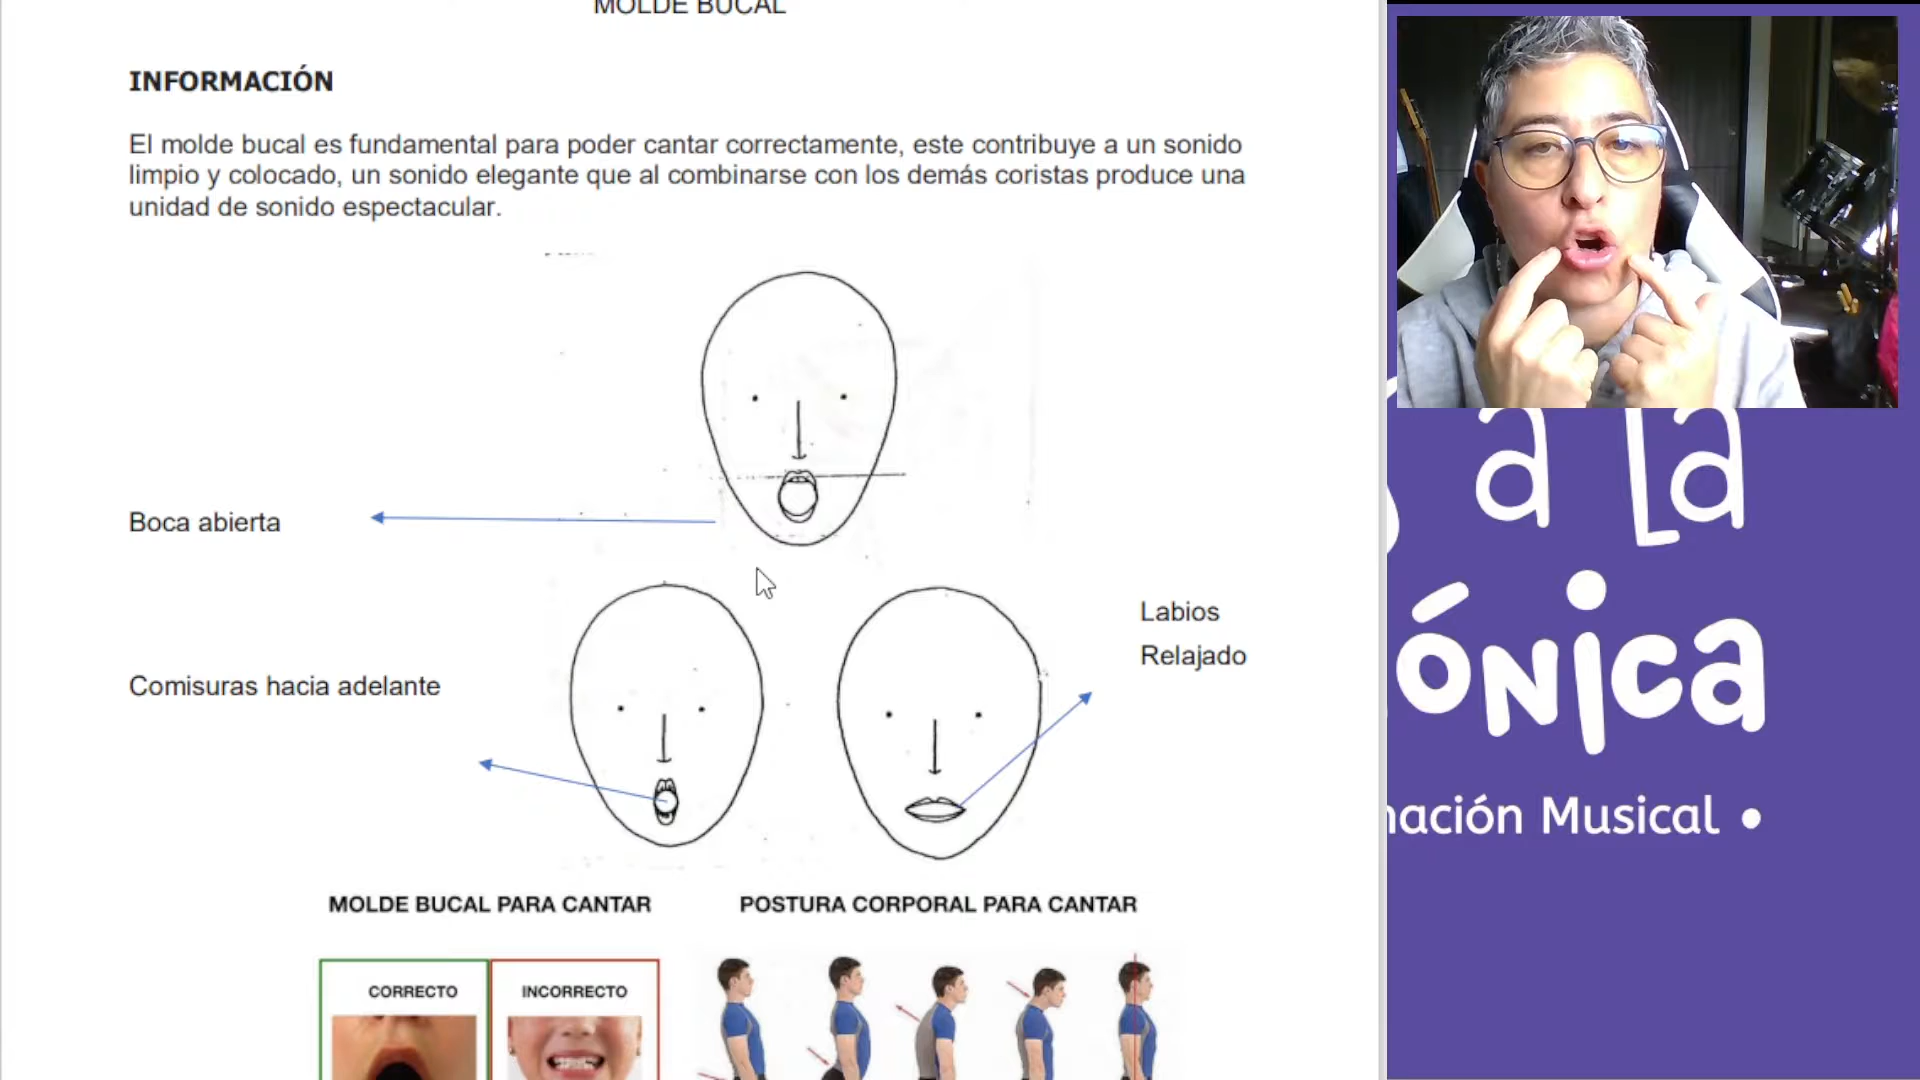 MOLDE BUCAL
INFORMACIÓN
El molde bucal es fundamental para poder cantar correctamente, este contribuye a un sonido
limpio y colocado, un sonido elegante que al combinarse con los demás coristas produce una
unidad de sonido espectacular.
Boca abierta
Labios
Relajado
Comisuras hacia adelante
MOLDE BUCAL PARA CANTAR
POSTURA CORPORAL PARA CANTAR
CORRECTO
INCORRECTO
a la
ónica
mación Musical •